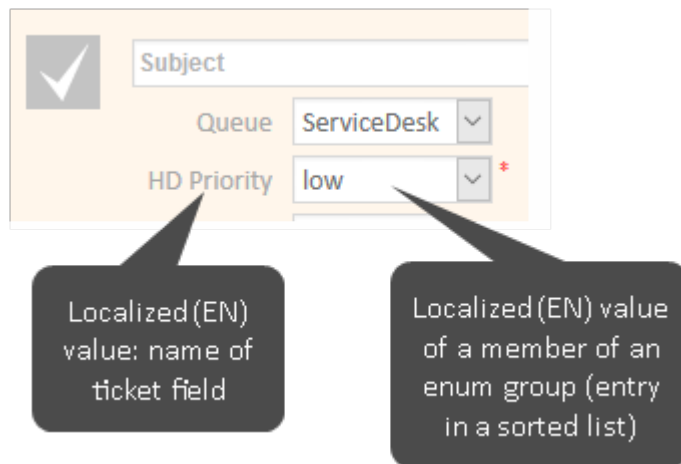 Subject
Queue ServiceDesk
HD Priority low *
Localized (EN)
value: name of
ticket field
Localized (EN) value
of a member of an
enum group (entry
in a sorted list)